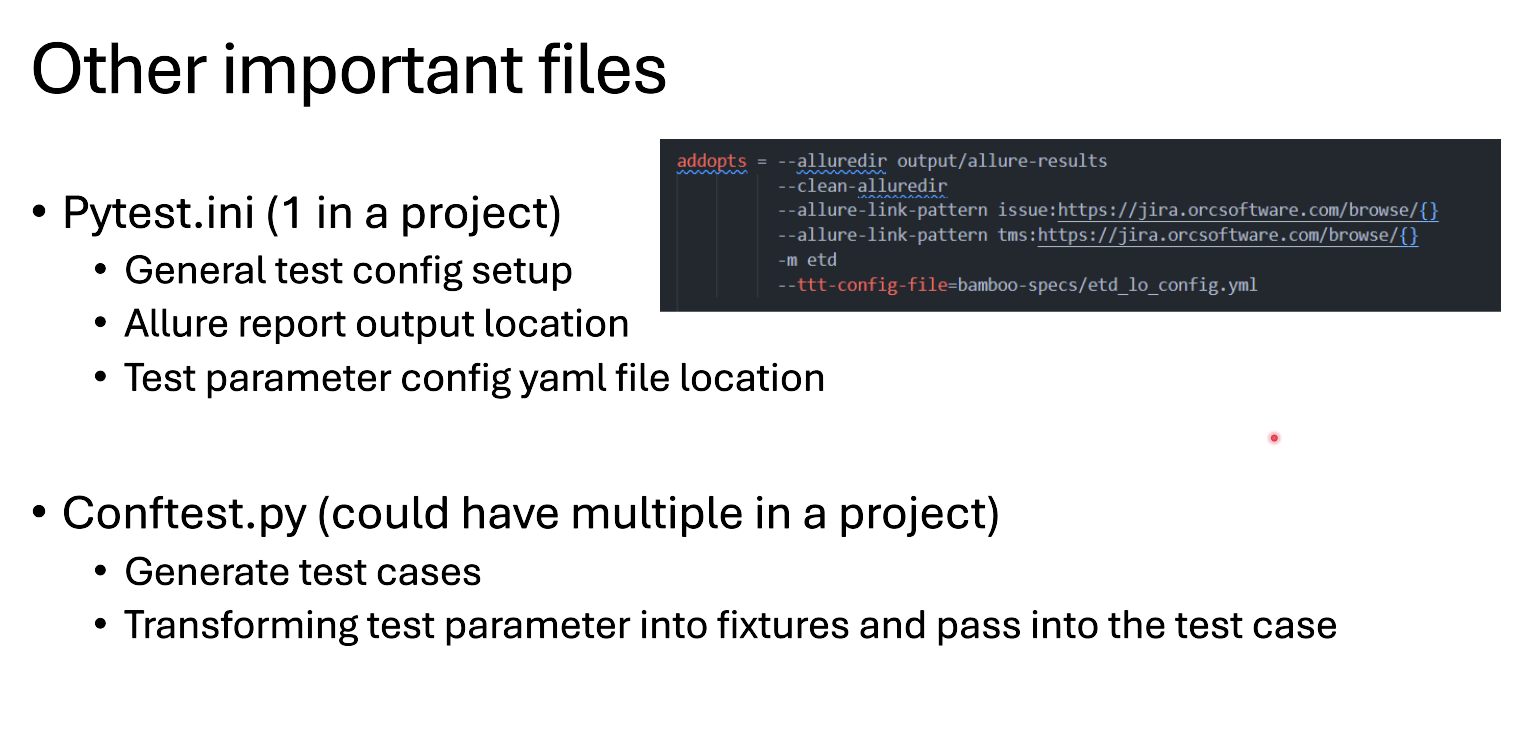 Other important files
• Pytest.ini (1 in a project)
• General test config setup
• Allure report output location
• Test parameter config yaml file location
addopts = --alluredir output/allure-results
--clean-alluredir
--allure-link-pattern issue:https://jira.orcsoftware.com/browse/{}
--allure-link-pattern tms:https://jira.orcsoftware.com/browse/{}
-m etd
--ttt-config-file=bamboo-specs/etd_lo_config.yml
• Conftest.py (could have multiple in a project)
• Generate test cases
• Transforming test parameter into fixtures and pass into the test case